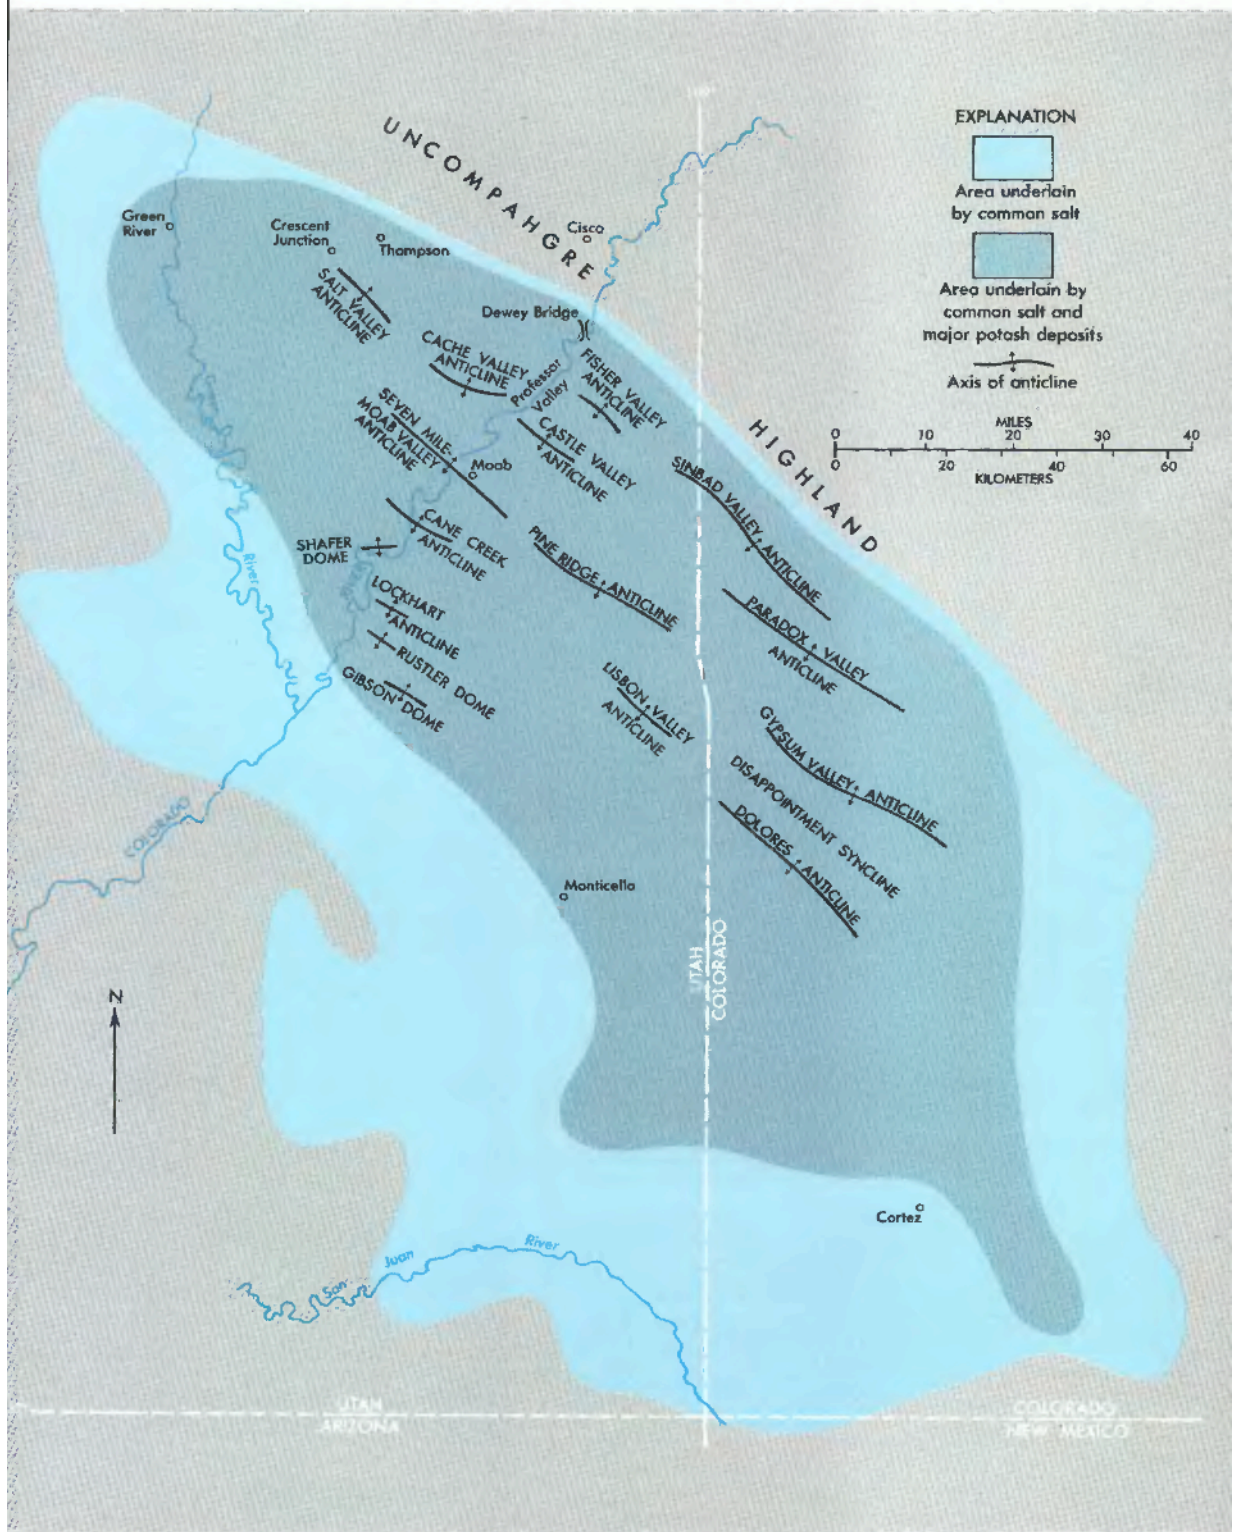 109°
UNCOMPAHGRE
HIGHLAND
EXPLANATION
Area underlain
by common salt
Area underlain by
common salt and
major potash deposits
Axis of anticline
MILES
0 10 20 30 40
0 20 40 60
KILOMETERS
Green
River
Crescent
Junction
Thompson
Cisco
SALT VALLEY
ANTICLINE
Dewey Bridge
CACHE VALLEY
ANTICLINE
Professor
Valley
FISHER VALLEY
ANTICLINE
SEVEN MILE-
MOAB VALLEY
ANTICLINE
Moab
CASTLE VALLEY
ANTICLINE
SINBAD VALLEY ANTICLINE
CANE CREEK
ANTICLINE
SHAFER
DOME
River
River
PINE RIDGE ANTICLINE
LOCKHART
ANTICLINE
PARADOX VALLEY
ANTICLINE
RUSTLER DOME
GIBSON DOME
LISBON VALLEY
ANTICLINE
GYPSUM VALLEY ANTICLINE
DISAPPOINTMENT SYNCLINE
DOLORES ANTICLINE
COLORADO
Monticello
UTAH
COLORADO
N
Cortez
San Juan River
UTAH
ARIZONA
COLORADO
NEW MEXICO